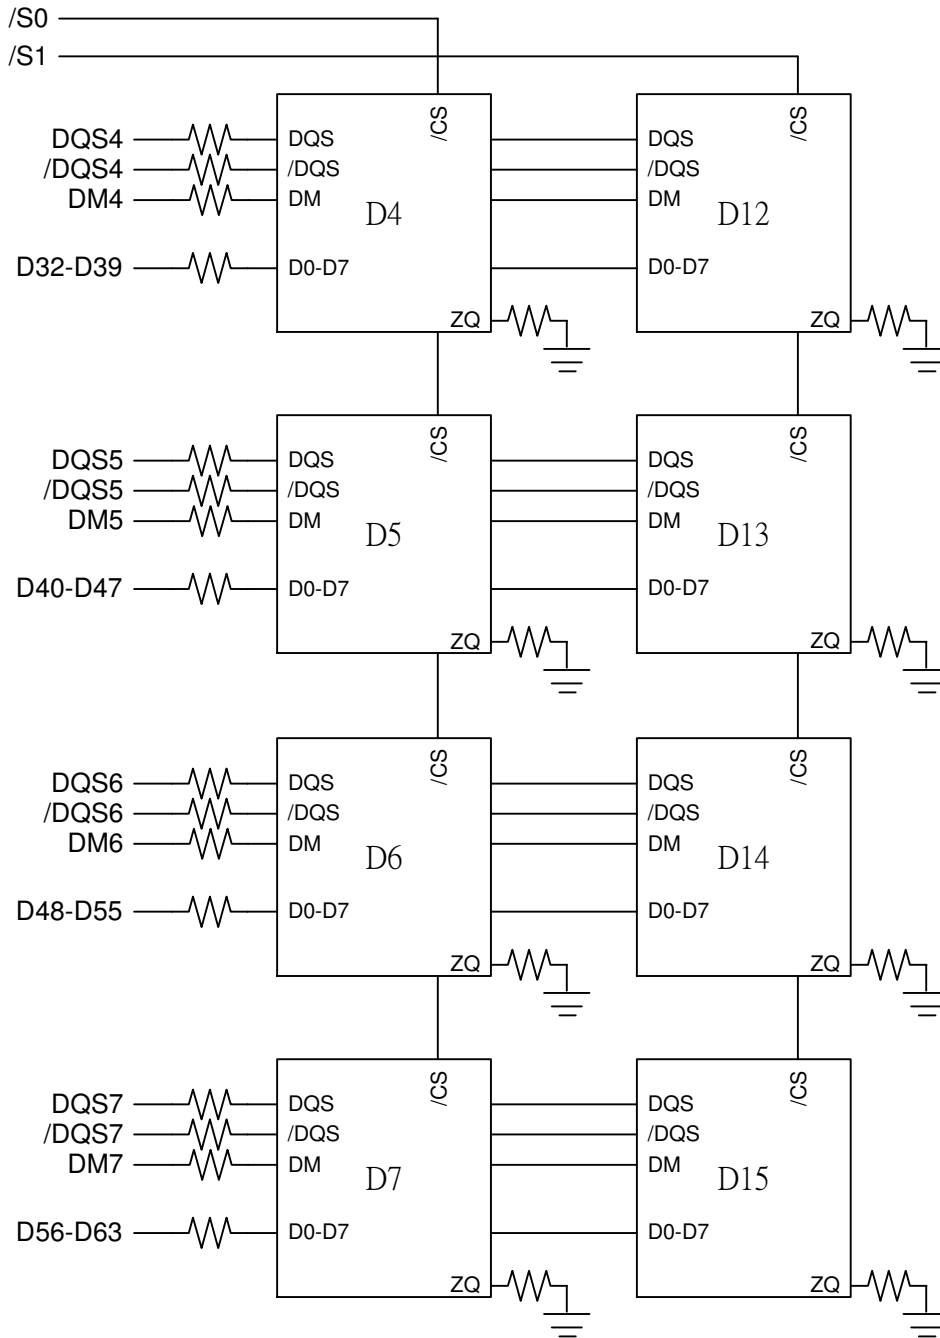 /S0
/S1
/CS /CS
DQS4 DQS DQS
/DQS4 /DQS /DQS
DM4 DM DM
D4 D12
D32-D39 D0-D7 D0-D7
ZQ ZQ
/CS /CS
DQS5 DQS DQS
/DQS5 /DQS /DQS
DM5 DM DM
D5 D13
D40-D47 D0-D7 D0-D7
ZQ ZQ
/CS /CS
DQS6 DQS DQS
/DQS6 /DQS /DQS
DM6 DM DM
D6 D14
D48-D55 D0-D7 D0-D7
ZQ ZQ
/CS /CS
DQS7 DQS DQS
/DQS7 /DQS /DQS
DM7 DM DM
D7 D15
D56-D63 D0-D7 D0-D7
ZQ ZQ